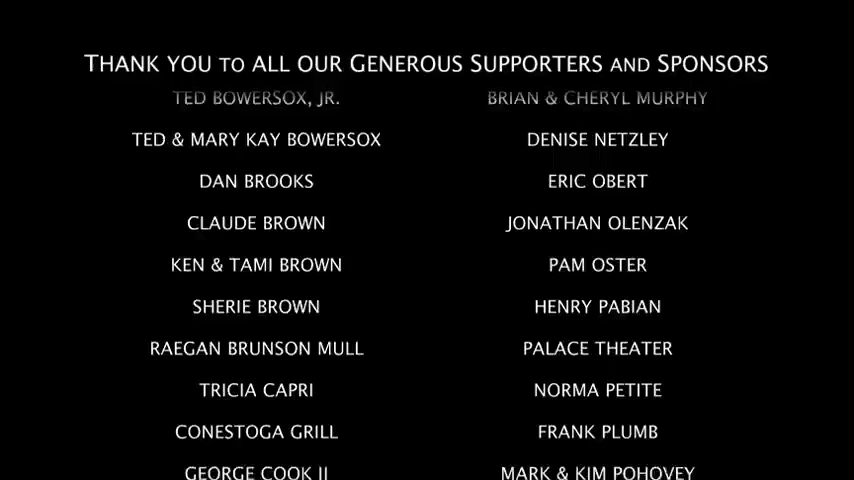 THANK YOU TO ALL OUR GENEROUS SUPPORTERS AND SPONSORS
TED BOWERSOX, JR.
TED & MARY KAY BOWERSOX
DAN BROOKS
CLAUDE BROWN
KEN & TAMI BROWN
SHERIE BROWN
RAEGAN BRUNSON MULL
TRICIA CAPRI
CONESTOGA GRILL
GEORGE COOK II
BRIAN & CHERYL MURPHY
DENISE NETZLEY
ERIC OBERT
JONATHAN OLENZAK
PAM OSTER
HENRY PABIAN
PALACE THEATER
NORMA PETITE
FRANK PLUMB
MARK & KIM POHOVEY